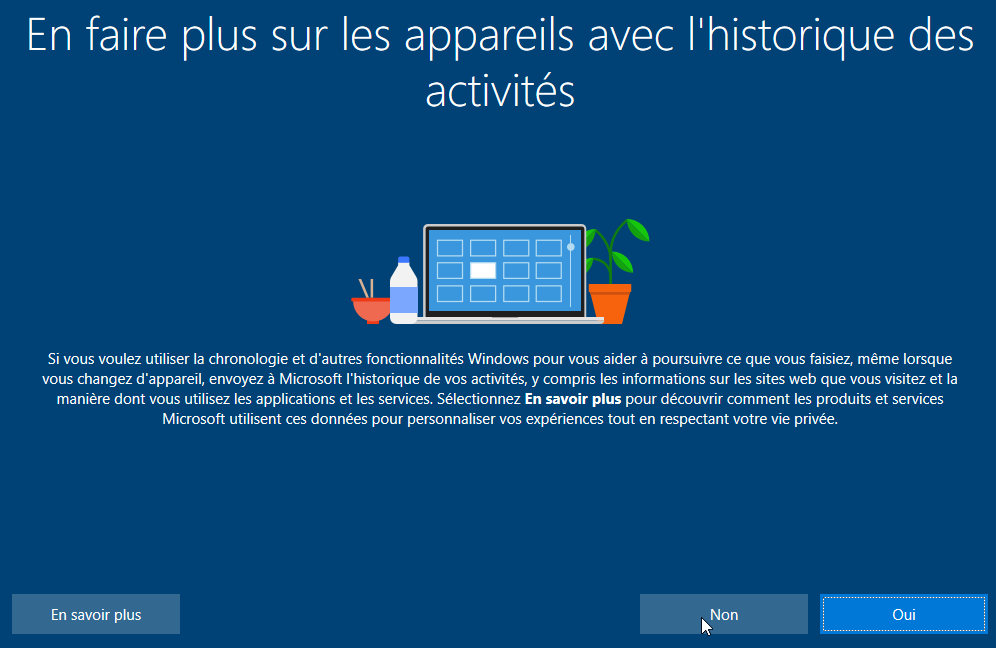 En faire plus sur les appareils avec l'historique des
activités
Si vous voulez utiliser la chronologie et d'autres fonctionnalités Windows pour vous aider à poursuivre ce que vous faisiez, même lorsque
vous changez d'appareil, envoyez à Microsoft l'historique de vos activités, y compris les informations sur les sites web que vous visitez et la
manière dont vous utilisez les applications et les services. Sélectionnez En savoir plus pour découvrir comment les produits et services
Microsoft utilisent ces données pour personnaliser vos expériences tout en respectant votre vie privée.
En savoir plus
Non
Oui